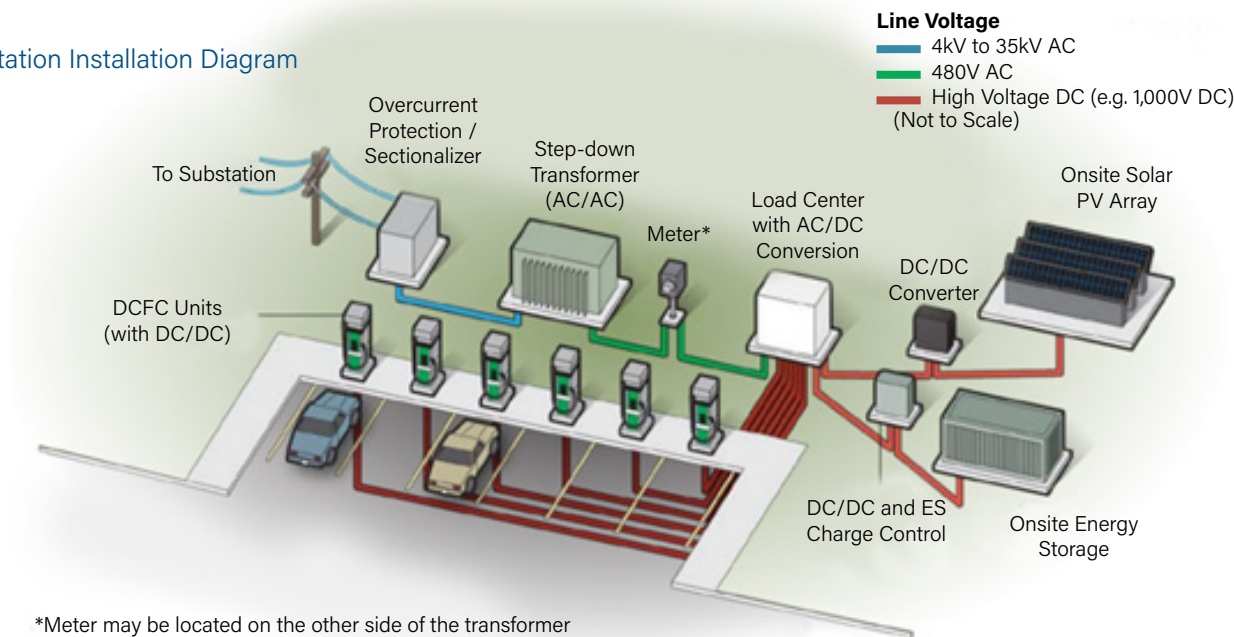 Line Voltage
4kV to 35kV AC
480V AC
High Voltage DC (e.g. 1,000V DC)
(Not to Scale)
Installation Diagram
Overcurrent
Protection /
Sectionalizer
To Substation
Step-down
Transformer
(AC/AC)
Meter*
Load Center
with AC/DC
Conversion
DC/DC
Converter
Onsite Solar
PV Array
DCFC Units
(with DC/DC)
DC/DC and ES
Charge Control
Onsite Energy
Storage
*Meter may be located on the other side of the transformer